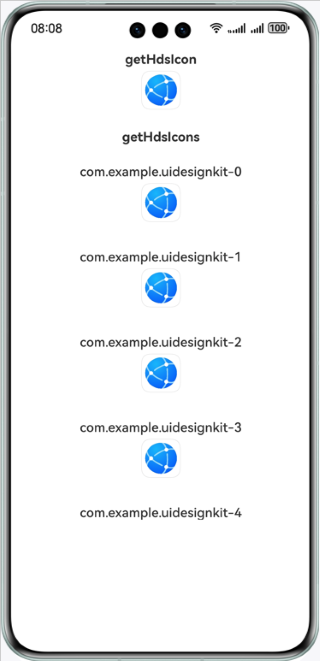 08:08
100
getHdsIcon
getHdsIcons
com.example.uidesignkit-0
com.example.uidesignkit-1
com.example.uidesignkit-2
com.example.uidesignkit-3
com.example.uidesignkit-4